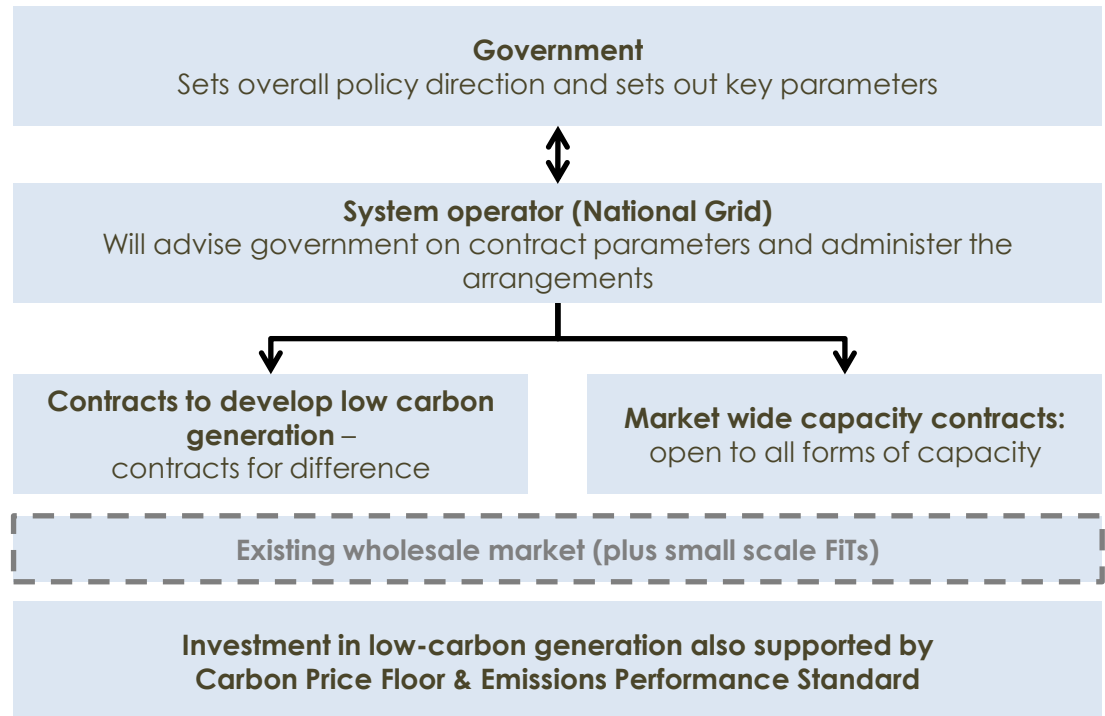 Government
Sets overall policy direction and sets out key parameters
System operator (National Grid)
Will advise government on contract parameters and administer the
arrangements
Contracts to develop low carbon
generation –
contracts for difference
Market wide capacity contracts:
open to all forms of capacity
Existing wholesale market (plus small scale FiTs)
Investment in low-carbon generation also supported by
Carbon Price Floor & Emissions Performance Standard